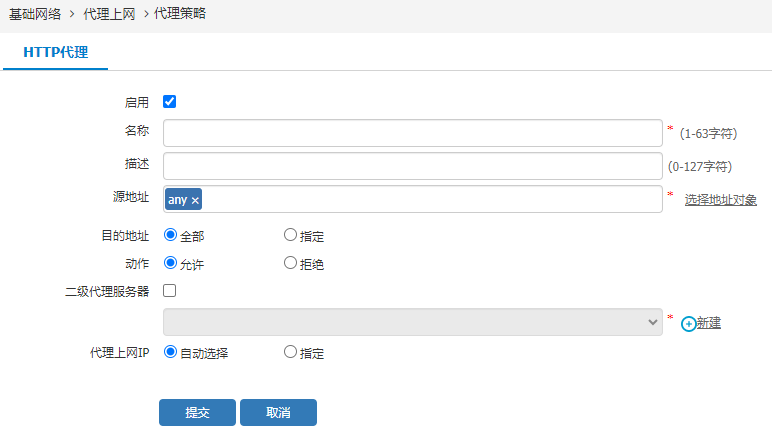 基础网络 > 代理上网 > 代理策略
HTTP代理
启用
名称 * (1-63字符)
描述 (0-127字符)
源地址 any × * 选择地址对象
目的地址 全部 指定
动作 允许 拒绝
二级代理服务器
* 新建
代理上网IP 自动选择 指定
提交 取消